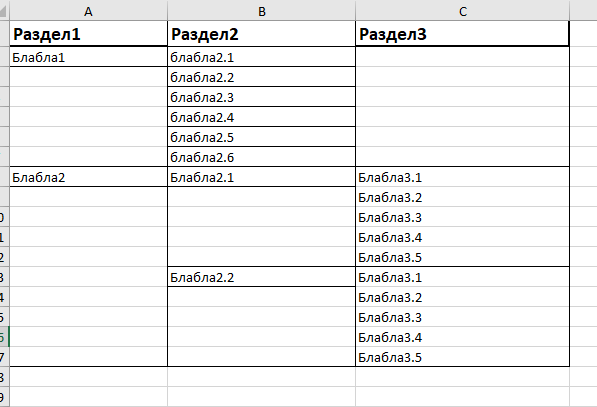 A B C
Раздел1 Раздел2 Раздел3
Блабла1 блабла2.1
блабла2.2
блабла2.3
блабла2.4
блабла2.5
блабла2.6
Блабла2 Блабла2.1 Блабла3.1
Блабла3.2
0 Блабла3.3
1 Блабла3.4
2 Блабла3.5
3 Блабла2.2 Блабла3.1
4 Блабла3.2
5 Блабла3.3
6 Блабла3.4
7 Блабла3.5
8
9